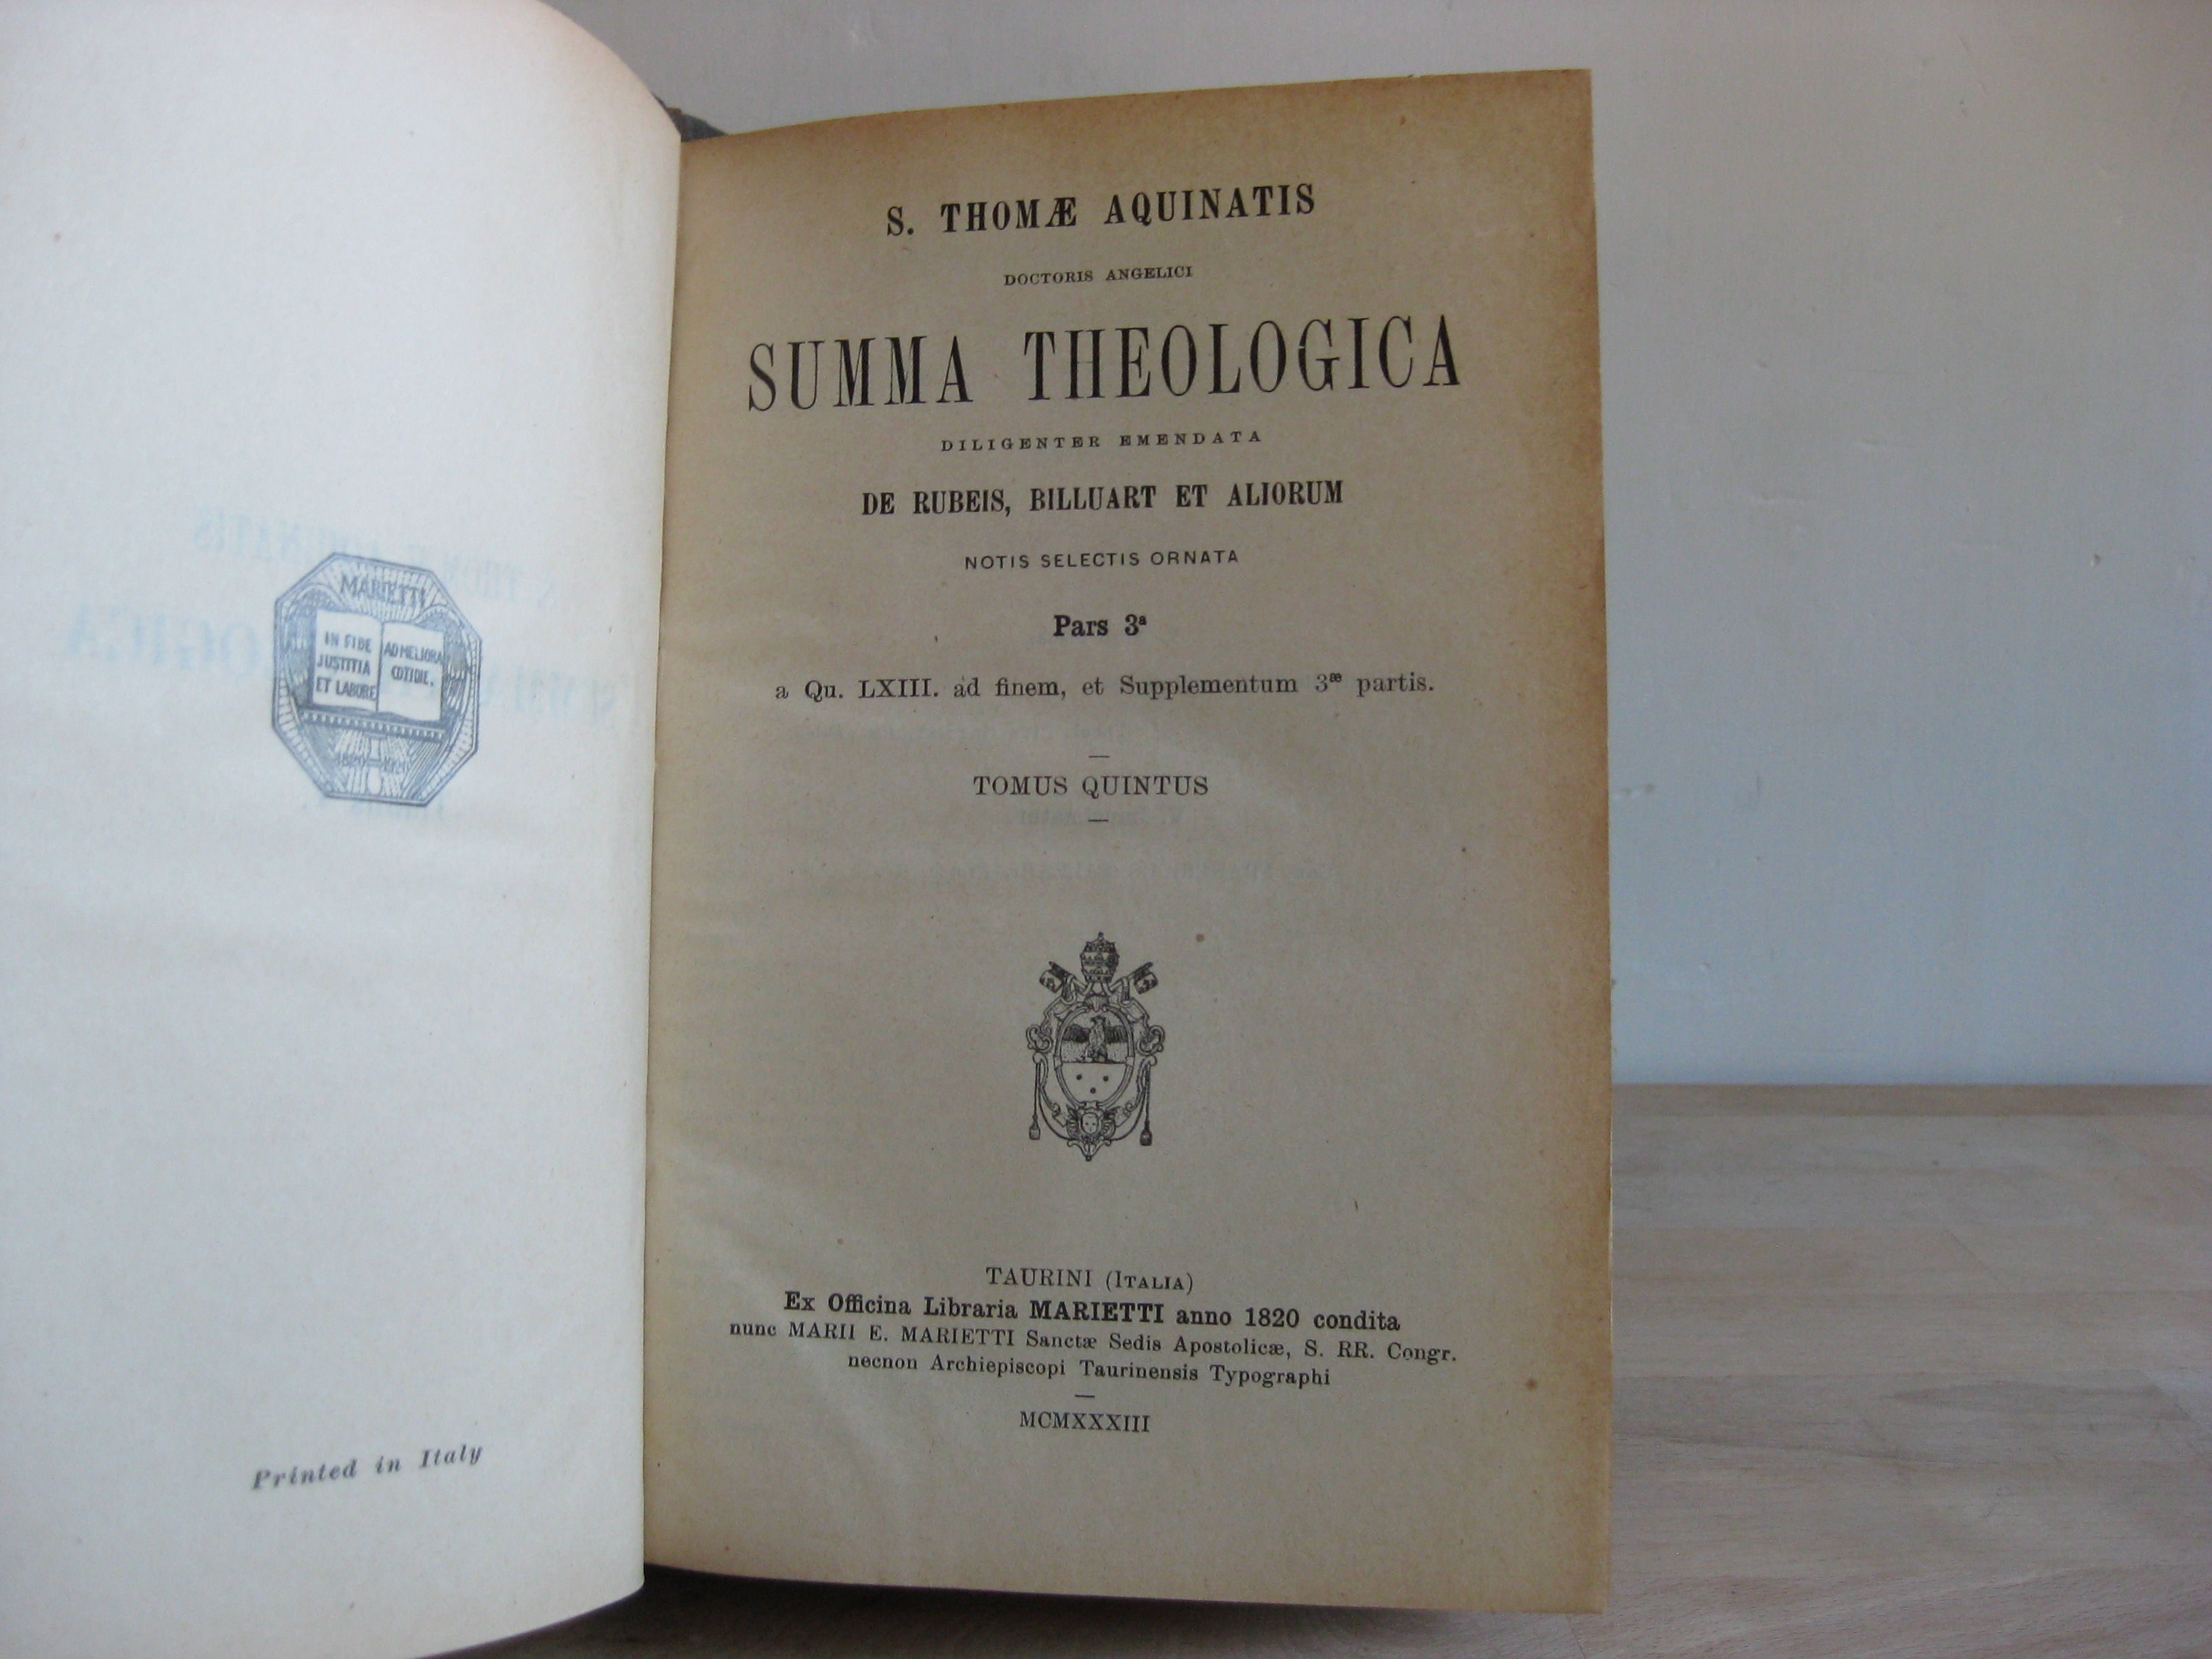 MARIETTI
IN FIDE
JUSTITIA
ET LABORE
AD MELIORA
COTIDIE.
1820-1920
Printed in Italy
S. THOMÆ AQUINATIS
DOCTORIS ANGELICI
SUMMA THEOLOGICA
DILIGENTER EMENDATA
DE RUBEIS, BILLUART ET ALIORUM
NOTIS SELECTIS ORNATA
Pars 3ª
a Qu. LXIII. ad finem, et Supplementum 3æ partis.
TOMUS QUINTUS
TAURINI (ITALIA)
Ex Officina Libraria MARIETTI anno 1820 condita
nunc MARII E. MARIETTI Sanctæ Sedis Apostolicæ, S. RR. Congr.
necnon Archiepiscopi Taurinensis Typographi
MCMXXXIII